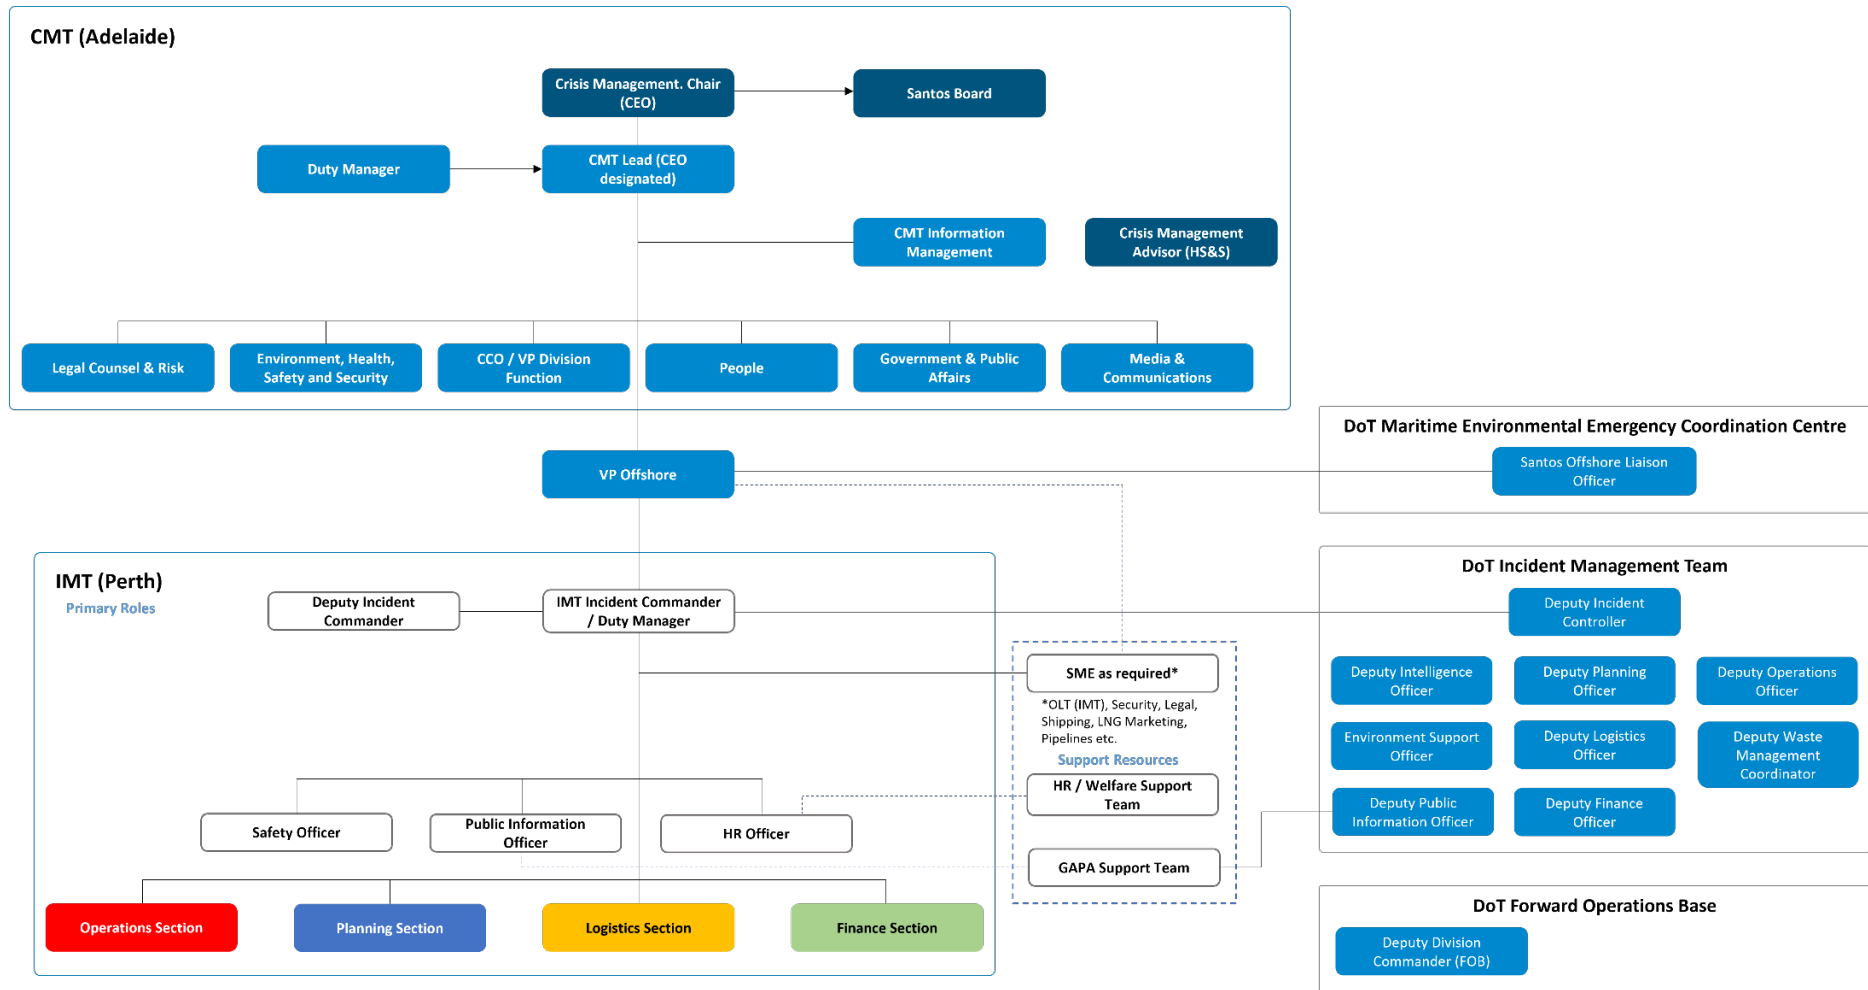 CMT (Adelaide)
Crisis Management. Chair
(CEO)
Santos Board
Duty Manager
CMT Lead (CEO
designated)
CMT Information
Management
Crisis Management
Advisor (HS&S)
Legal Counsel & Risk
Environment, Health,
Safety and Security
CCO / VP Division
Function
People
Government & Public
Affairs
Media &
Communications
VP Offshore
DoT Maritime Environmental Emergency Coordination Centre
Santos Offshore Liaison
Officer
IMT (Perth)
Primary Roles
Deputy Incident
Commander
IMT Incident Commander
/ Duty Manager
SME as required*
*OLT (IMT), Security, Legal,
Shipping, LNG Marketing,
Pipelines etc.
Support Resources
HR / Welfare Support
Team
GAPA Support Team
Safety Officer
Public Information
Officer
HR Officer
Operations Section
Planning Section
Logistics Section
Finance Section
DoT Incident Management Team
Deputy Incident
Controller
Deputy Intelligence
Officer
Deputy Planning
Officer
Deputy Operations
Officer
Environment Support
Officer
Deputy Logistics
Officer
Deputy Waste
Management
Coordinator
Deputy Public
Information Officer
Deputy Finance
Officer
DoT Forward Operations Base
Deputy Division
Commander (FOB)